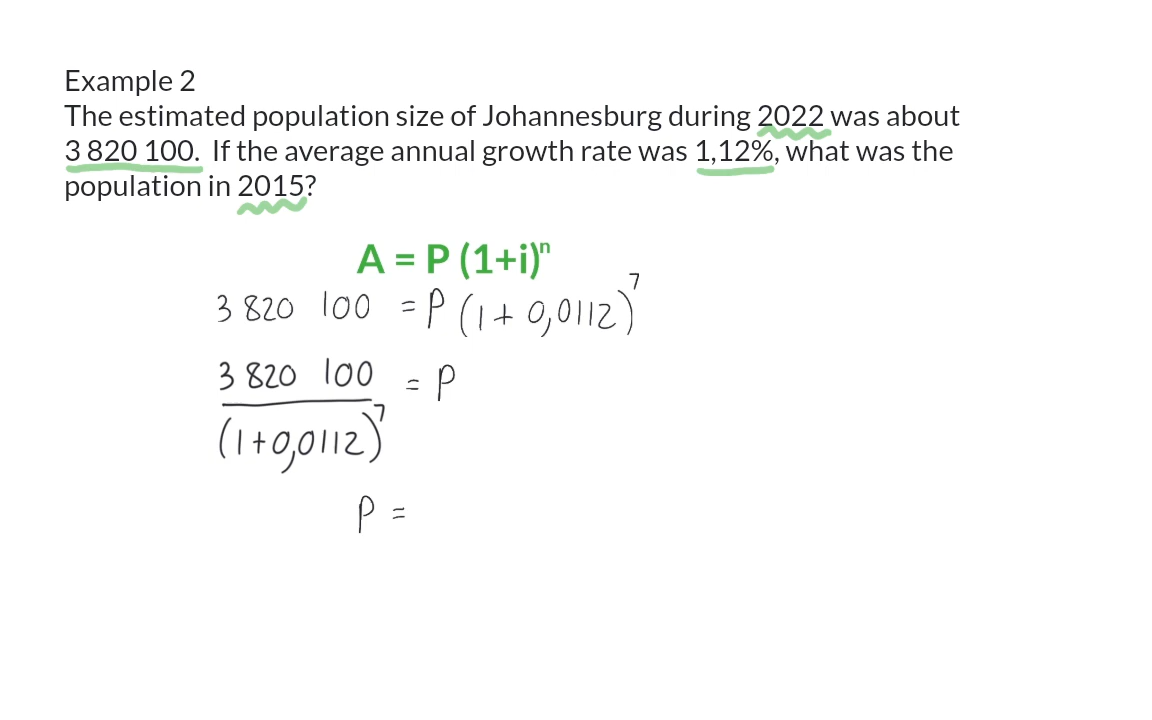 Example 2
The estimated population size of Johannesburg during 2022 was about
3 820 100. If the average annual growth rate was 1,12%, what was the
population in 2015?
A = P (1+i)ⁿ
3 820 100 = P (1 + 0,0112)⁷
3 820 100 = P
(1+0,0112)⁷
P =